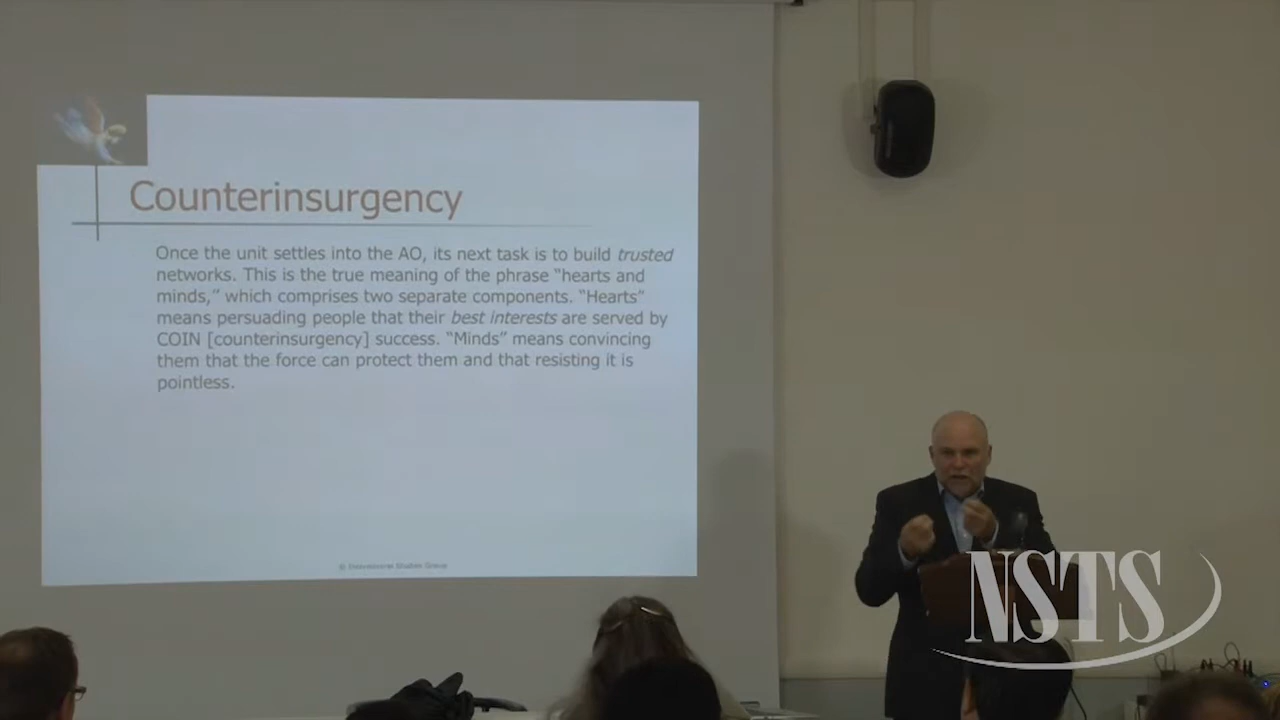 Counterinsurgency
Once the unit settles into the AO, its next task is to build trusted
networks. This is the true meaning of the phrase “hearts and
minds,” which comprises two separate components. “Hearts”
means persuading people that their best interests are served by
COIN [counterinsurgency] success. “Minds” means convincing
them that the force can protect them and that resisting it is
pointless.
Studies Group
NSTS